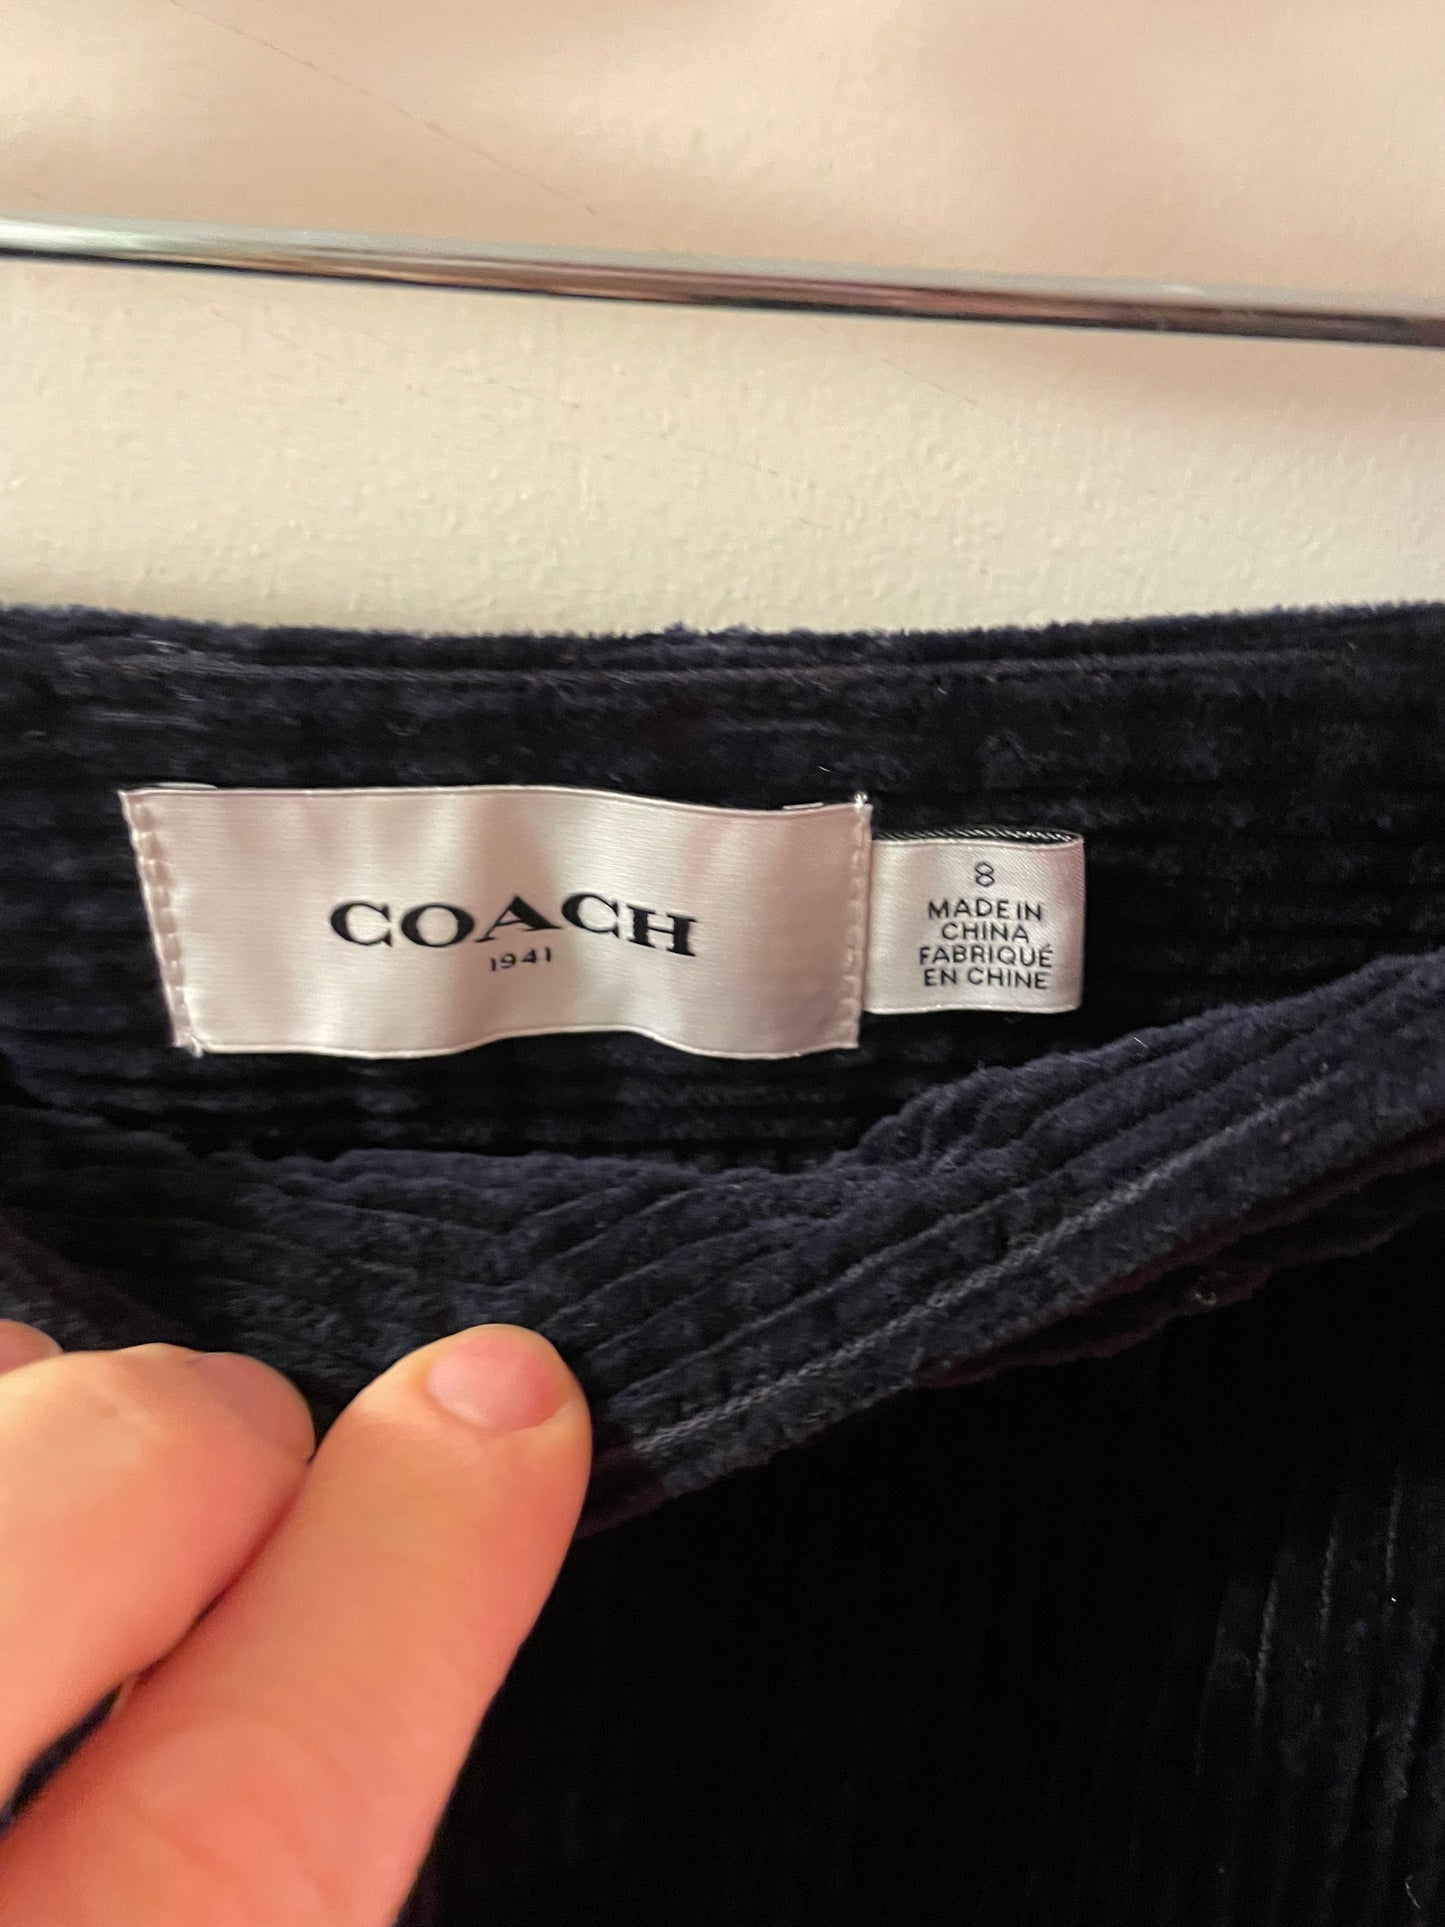 COACH
1941
8
MADE IN
CHINA
FABRIQUÉ
EN CHINE